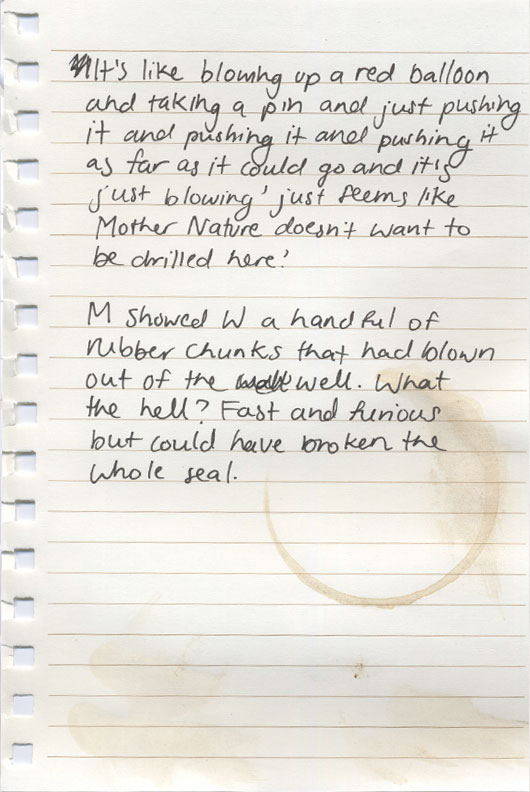 It's like blowing up a red balloon
and taking a pin and just pushing
it and pushing it and pushing it
as far as it could go and it's
just blowing' just seems like
Mother Nature doesn't want to
be drilled here!
M showed W a handful of
rubber chunks that had blown
out of the well. What
the hell? Fast and furious
but could have broken the
whole seal.